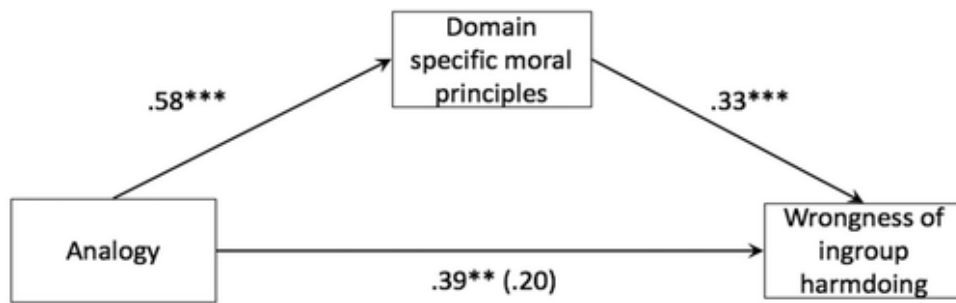 Domain
specific moral
principles
.58***
.33***
Analogy
Wrongness of
ingroup
harmdoing
.39** (.20)